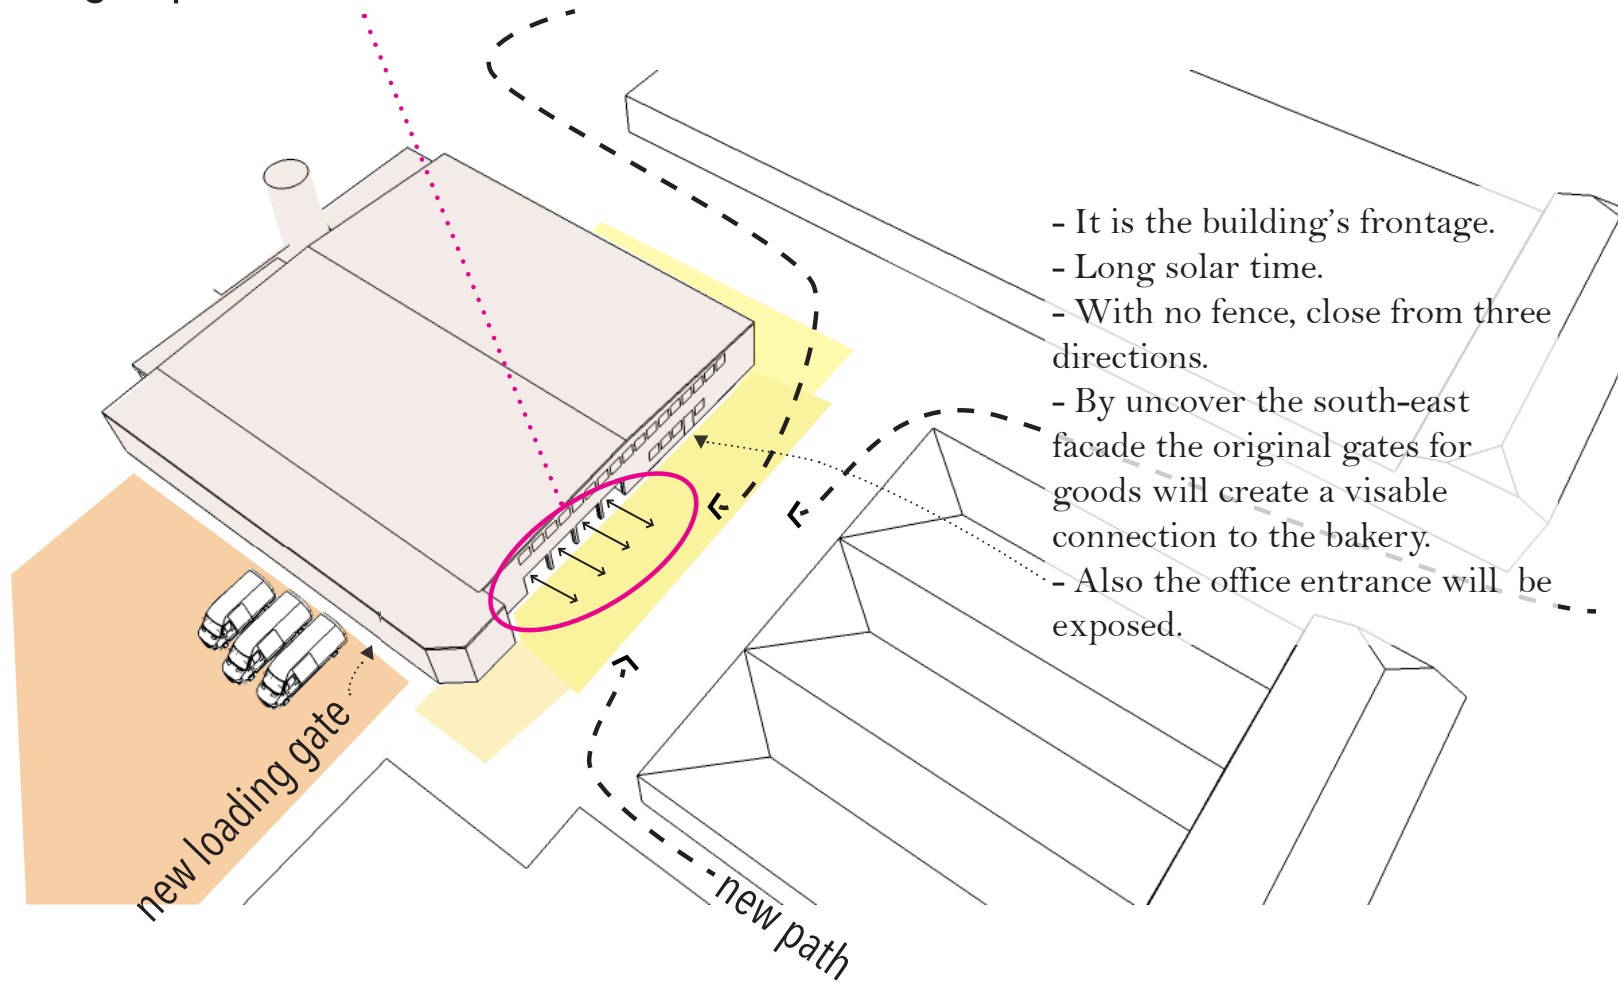 - It is the building’s frontage.
- Long solar time.
- With no fence, close from three
directions.
- By uncover the south-east
facade the original gates for
goods will create a visable
connection to the bakery.
- Also the office entrance will  be
exposed.
new loading gate
new path